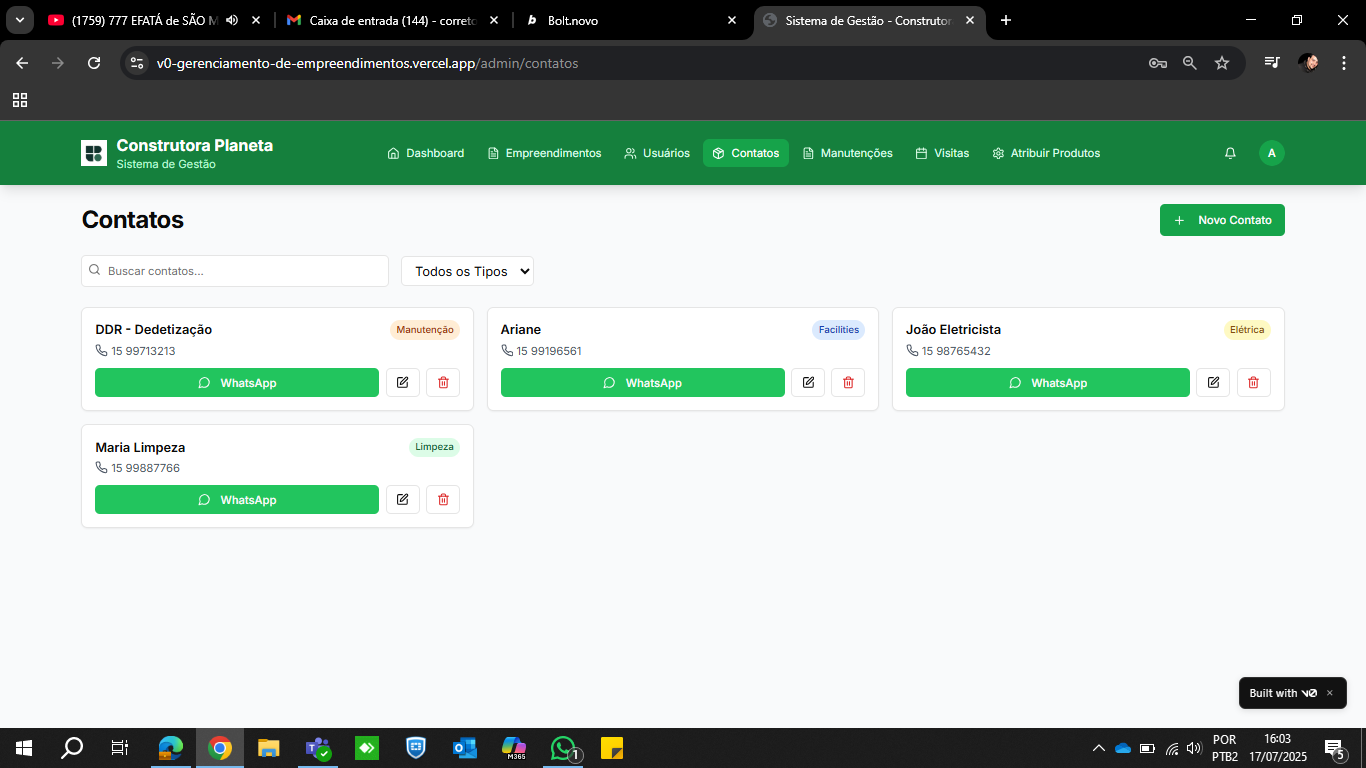 (1759) 777 EFATÁ de SÃO M
Caixa de entrada (144) - correto
Bolt.novo
Sistema de Gestão - Construtor
v0-gerenciamento-de-empreendimentos.vercel.app/admin/contatos
Construtora Planeta
Sistema de Gestão
Dashboard
Empreendimentos
Usuários
Contatos
Manutenções
Visitas
Atribuir Produtos
A
Contatos
+ Novo Contato
Buscar contatos...
Todos os Tipos
DDR - Dedetização
Manutenção
15 99713213
WhatsApp
Ariane
Facilities
15 99196561
WhatsApp
João Eletricista
Elétrica
15 98765432
WhatsApp
Maria Limpeza
Limpeza
15 99887766
WhatsApp
Built with v0
M365
1
POR
PTB2
16:03
17/07/2025
5